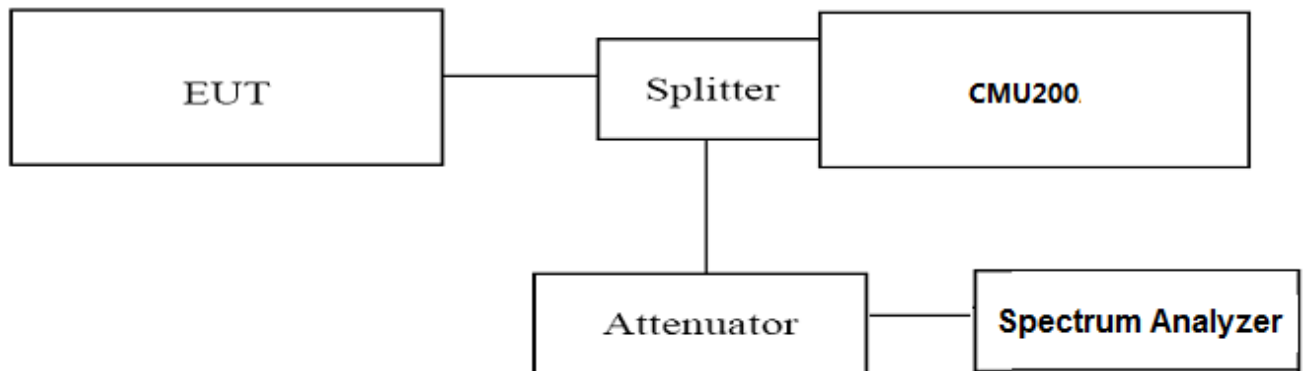 EUT
Splitter
CMU200
Attenuator
Spectrum Analyzer